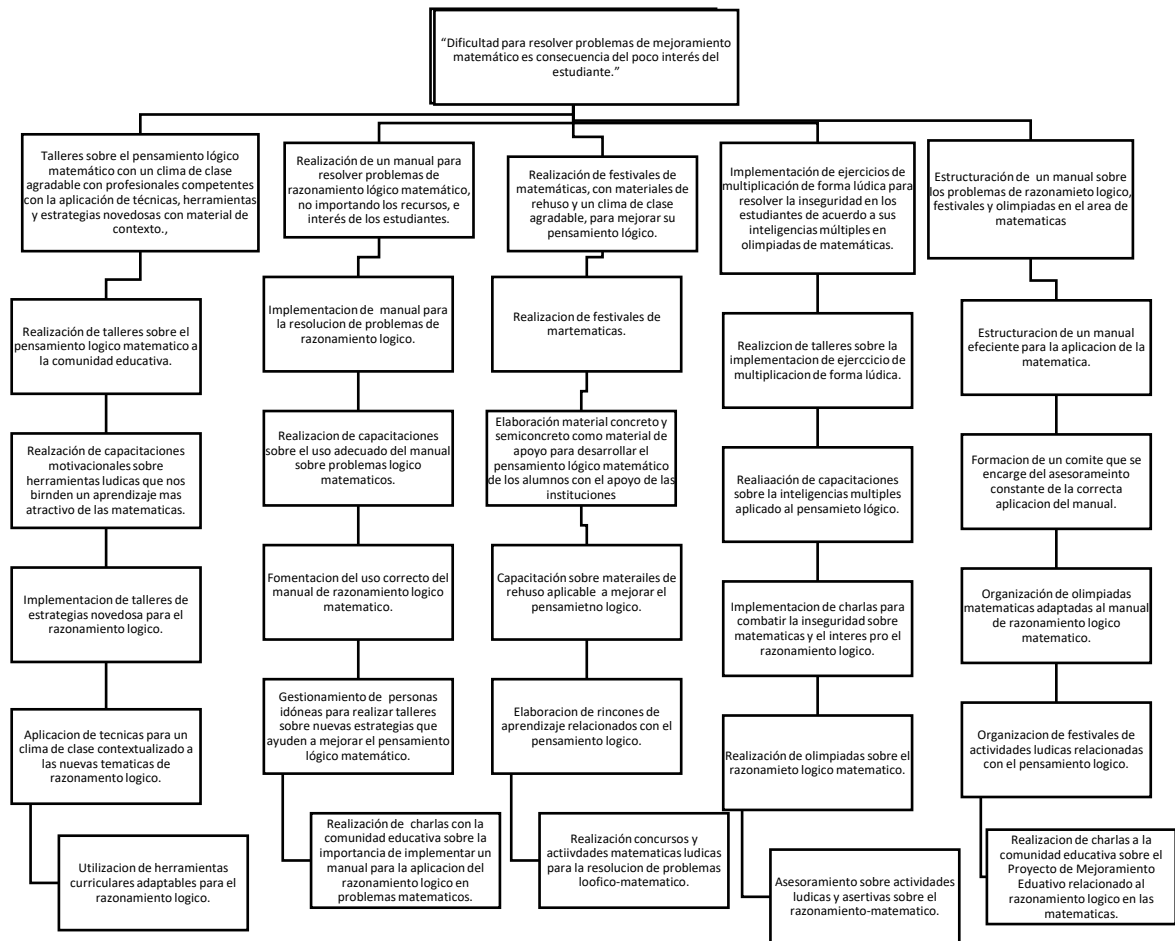 “Dificultad para resolver problemas de mejoramiento
matemático es consecuencia del poco interés del
estudiante.”
Talleres sobre el pensamiento lógico
matemático con un clima de clase
agradable con profesionales competentes
con la aplicación de técnicas, herramientas
y estrategias novedosas con material de
contexto.,
Realización de talleres sobre el
pensamiento logico matematico a
la comunidad educativa.
Realzación de capacitaciones
motivacionales sobre
herramientas ludicas que nos
birnden un aprendizaje mas
atractivo de las matematicas.
Implementacion de talleres de
estrategias novedosa para el
razonamiento logico.
Aplicacion de tecnicas para un
clima de clase contextualizado a
las nuevas tematicas de
razonamento logico.
Utilizacion de herramientas
curriculares adaptables para el
razonamiento logico.
Realización de un manual para
resolver problemas de
razonamiento lógico matemático,
no importando los recursos, e
interés de los estudiantes.
Implementacion de manual para
la resolucion de problemas de
razonamiento logico.
Realizacion de capacitaciones
sobre el uso adecuado del manual
sobre problemas logico
matematicos.
Fomentacion del uso correcto del
manual de razonamiento logico
matematico.
Gestionamiento de personas
idóneas para realizar talleres
sobre nuevas estrategias que
ayuden a mejorar el pensamiento
lógico matemático.
Realización de charlas con la
comunidad educativa sobre la
importancia de implementar un
manual para la aplicacion del
razonamiento logico en
problemas matematicos.
Realización de festivales de
matemáticas, con materiales de
rehuso y un clima de clase
agradable, para mejorar su
pensamiento lógico.
Realizacion de festivales de
martematicas.
Elaboración material concreto y
semiconcreto como material de
apoyo para desarrollar el
pensamiento lógico matemático
de los alumnos con el apoyo de las
instituciones
Capacitación sobre materailes de
rehuso aplicable a mejorar el
pensamietno logico.
Elaboracion de rincones de
aprendizaje relacionados con el
pensamiento logico.
Realización concursos y
actiivdades matematicas ludicas
para la resolucion de problemas
loofico-matematico.
Implementación de ejercicios de
multiplicación de forma lúdica para
resolver la inseguridad en los
estudiantes de acuerdo a sus
inteligencias múltiples en
olimpiadas de matemáticas.
Realizcion de talleres sobre la
implementacion de ejerccicio de
multiplicacion de forma lúdica.
Realiaación de capacitaciones
sobre la inteligencias multiples
aplicado al pensamieto lógico.
Implementacion de charlas para
combatir la inseguridad sobre
matematicas y el interes pro el
razonamiento logico.
Realización de olimpiadas sobre el
razonamieto logico matematico.
Asesoramiento sobre actividades
ludicas y asertivas sobre el
razonamiento-matematico.
Estructuración de un manual sobre
los problemas de razonamieto logico,
festivales y olimpiadas en el area de
matematicas
Estructuracion de un manual
efeciente para la aplicacion de la
matematica.
Formacion de un comite que se
encarge del asesorameinto
constante de la correcta
aplicacion del manual.
Organización de olimpiadas
matematicas adaptadas al manual
de razonamiento logico
matematico.
Organizacion de festivales de
actividades ludicas relacionadas
con el pensamiento logico.
Realizacion de charlas a la
comunidad educativa sobre el
Proyecto de Mejoramiento
Eduativo relacionado al
razonamiento logico en las
matematicas.